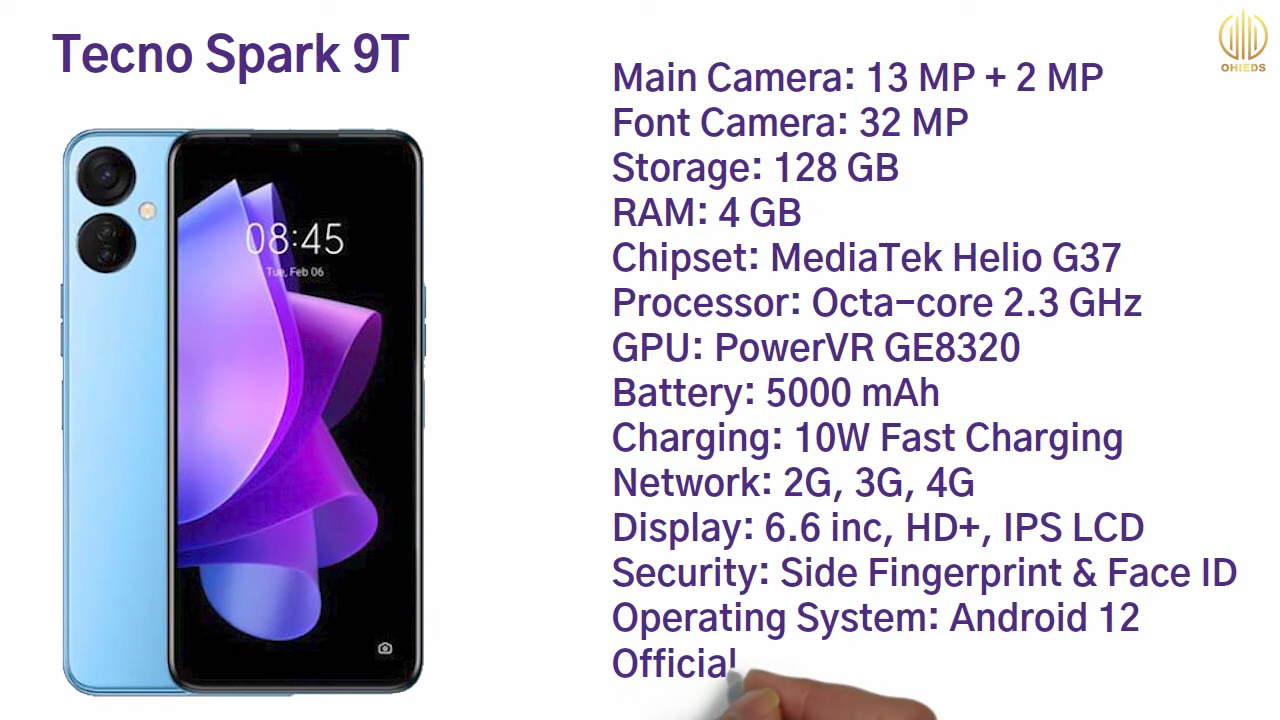 Tecno Spark 9T
OHIEDS
Main Camera: 13 MP + 2 MP
Font Camera: 32 MP
Storage: 128 GB
RAM: 4 GB
Chipset: MediaTek Helio G37
Processor: Octa-core 2.3 GHz
GPU: PowerVR GE8320
Battery: 5000 mAh
Charging: 10W Fast Charging
Network: 2G, 3G, 4G
Display: 6.6 inc, HD+, IPS LCD
Security: Side Fingerprint & Face ID
Operating System: Android 12
Official
08:45
Tue, Feb 06